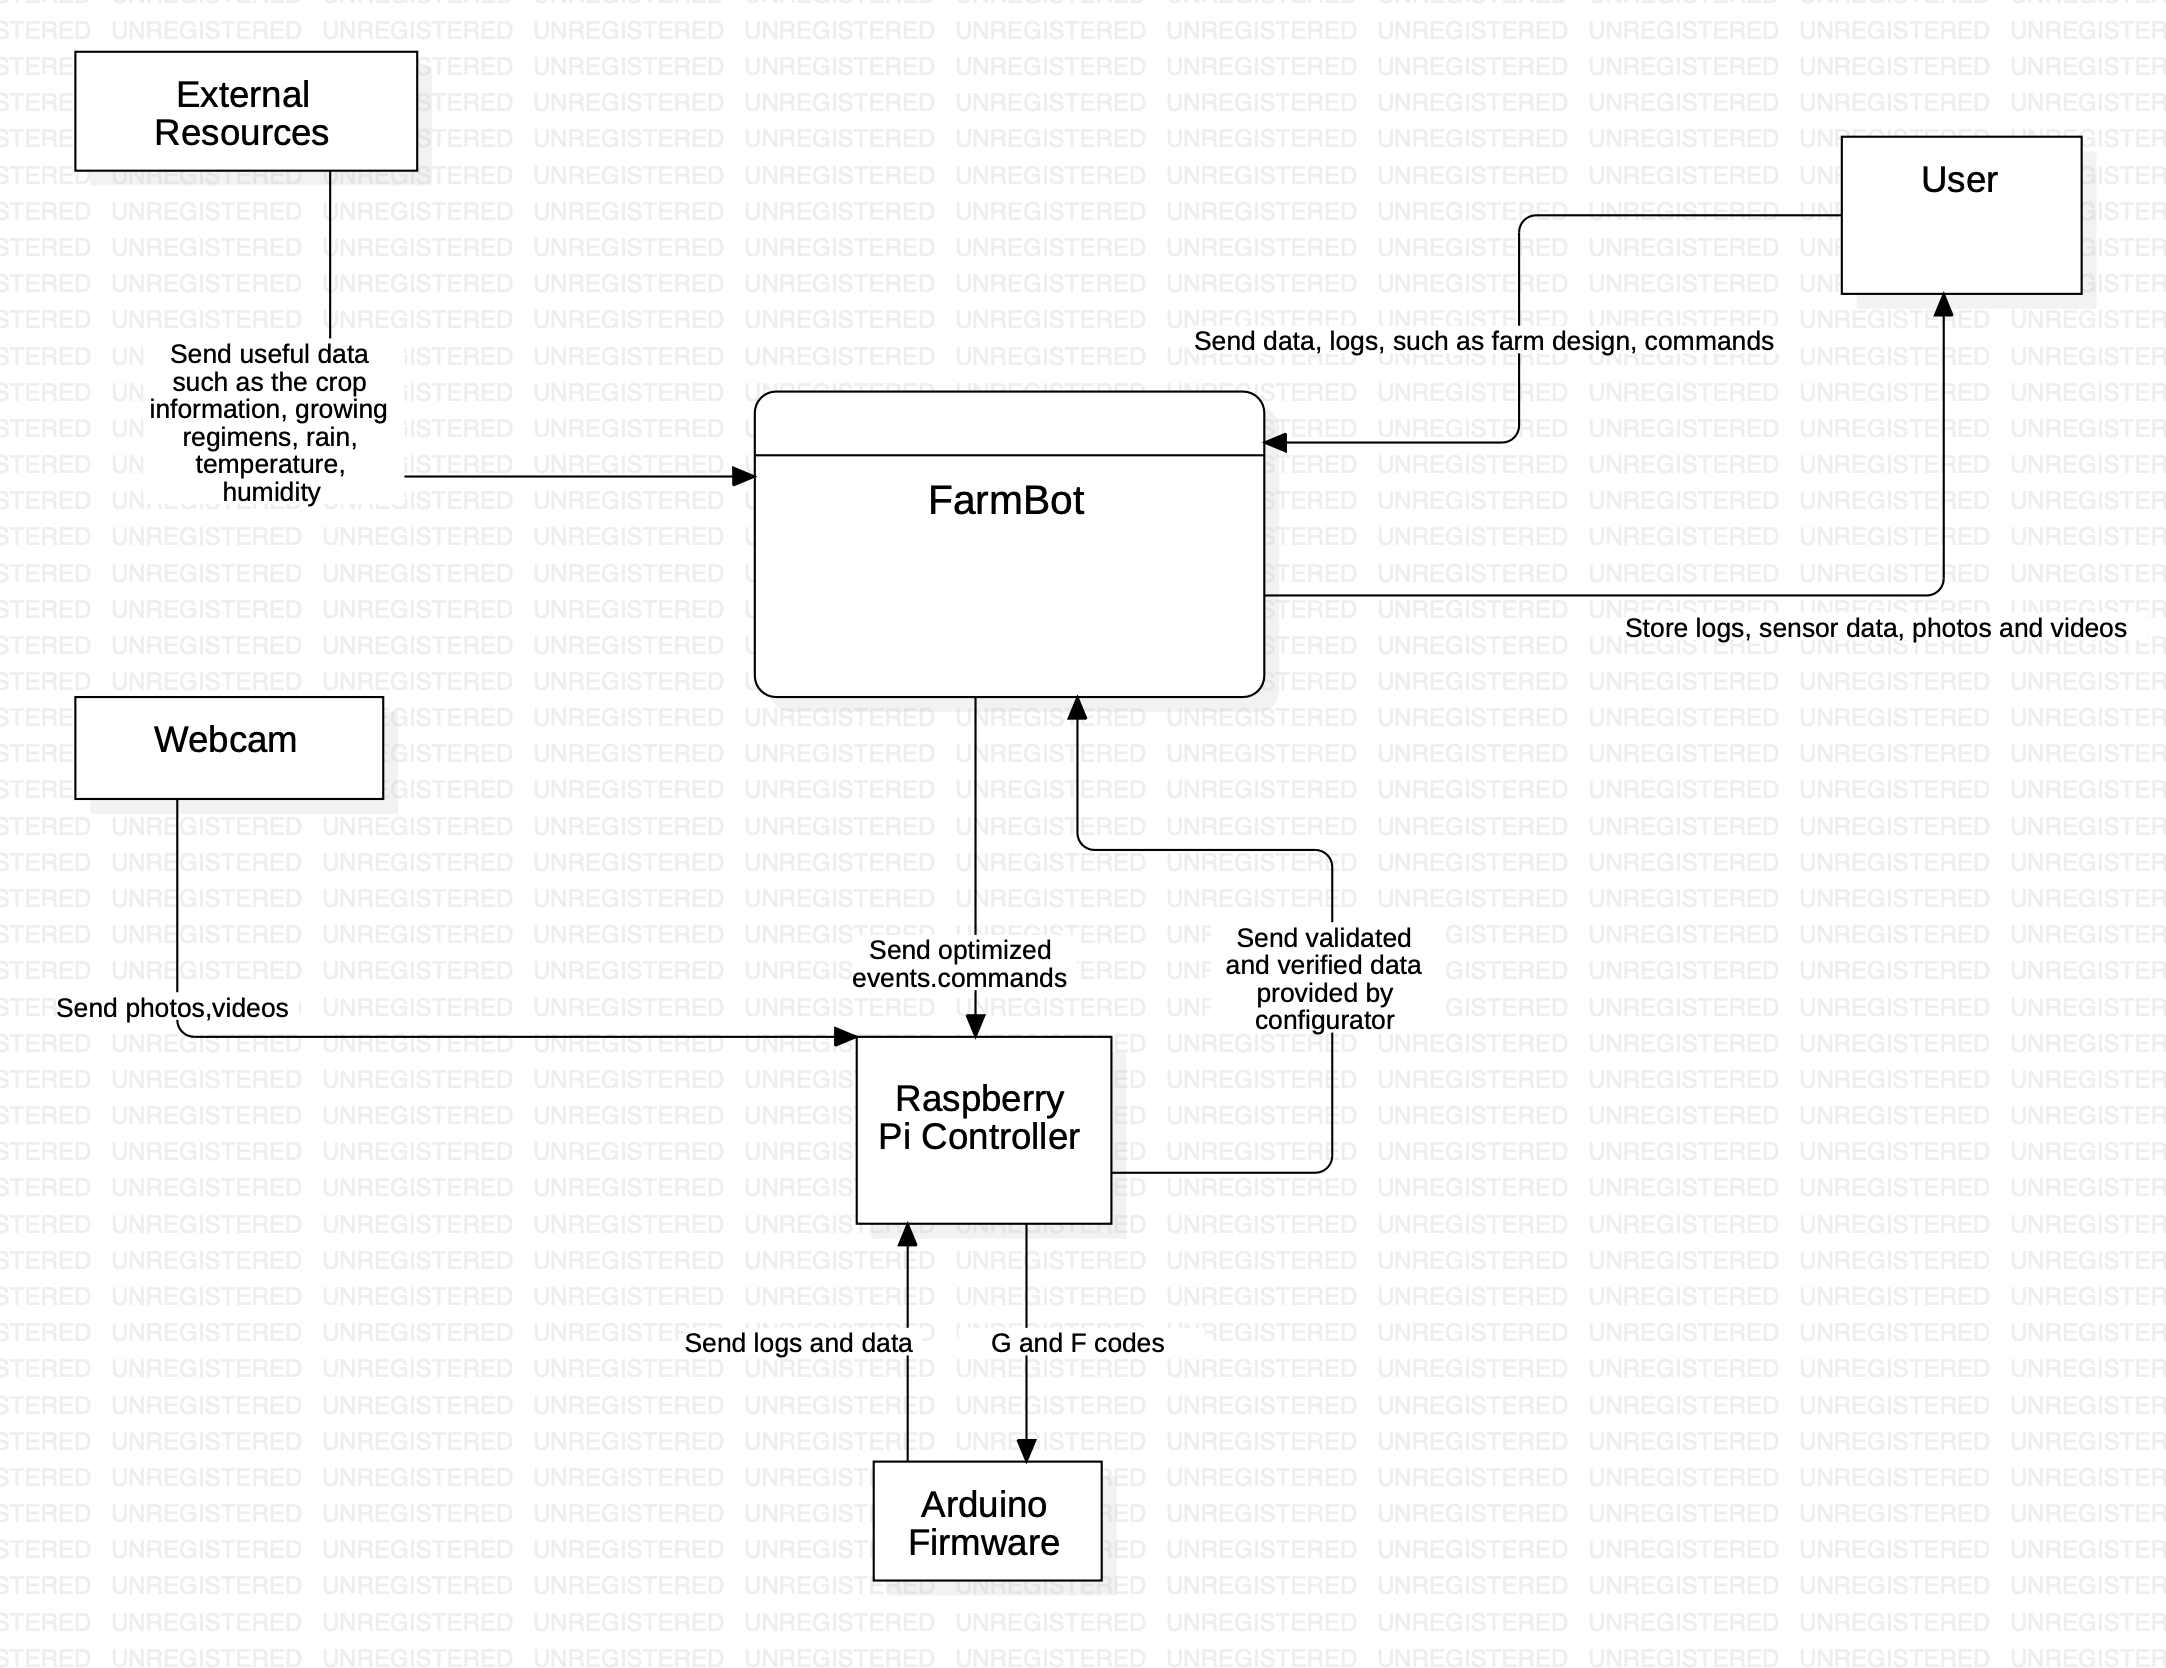 External
Resources
User
Send data, logs, such as farm design, commands
Send useful data
such as the crop
information, growing
regimens, rain,
temperature,
humidity
FarmBot
Store logs, sensor data, photos and videos
Webcam
Send photos,videos
Send optimized
events.commands
Send validated
and verified data
provided by
configurator
Raspberry
Pi Controller
Send logs and data
G and F codes
Arduino
Firmware
UNREGISTERED